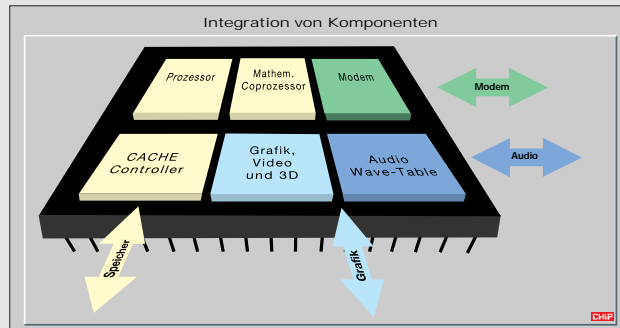 Integration von Komponenten
Prozessor
Mathem.
Coprozessor
Modem
Modem
CACHE
Controller
Grafik,
Video
und 3D
Audio
Wave-Table
Audio
Speicher
Grafik
CHIP